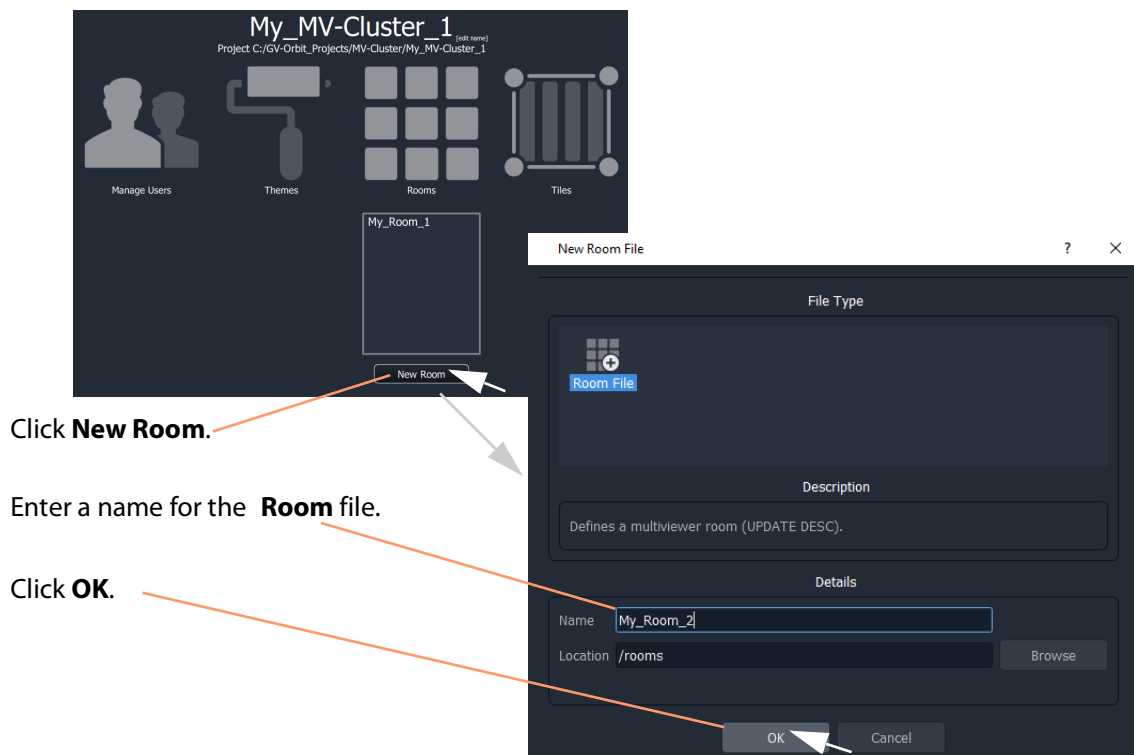 My_MV-Cluster_1 [edit name]
Project C:/GV-Orbit_Projects/MV-Cluster/My_MV-Cluster_1
Manage Users
Themes
Rooms
Tiles
My_Room_1
New Room
New Room File
?
File Type
Room File
Description
Defines a multiviewer room (UPDATE DESC).
Details
Name My_Room_2
Location /rooms Browse
OK Cancel
Click New Room.
Enter a name for the Room file.
Click OK.